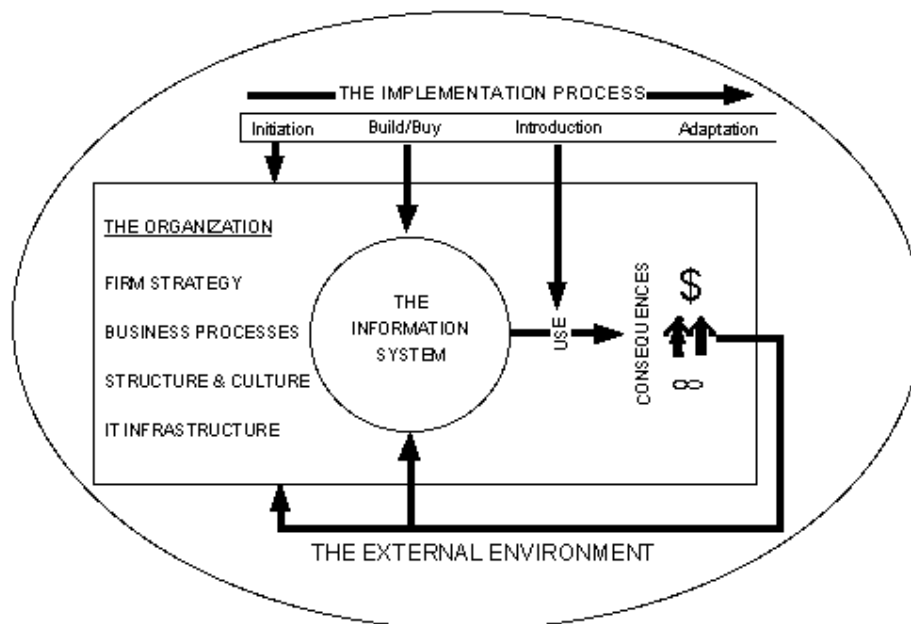 THE IMPLEMENTATION PROCESS
Initiation Build/Buy Introduction Adaptation
THE ORGANIZATION
FIRM STRATEGY
BUSINESS PROCESSES
STRUCTURE & CULTURE
IT INFRASTRUCTURE
THE
INFORMATION
SYSTEM
USE
CONSEQUENCES
$
∞
THE EXTERNAL ENVIRONMENT